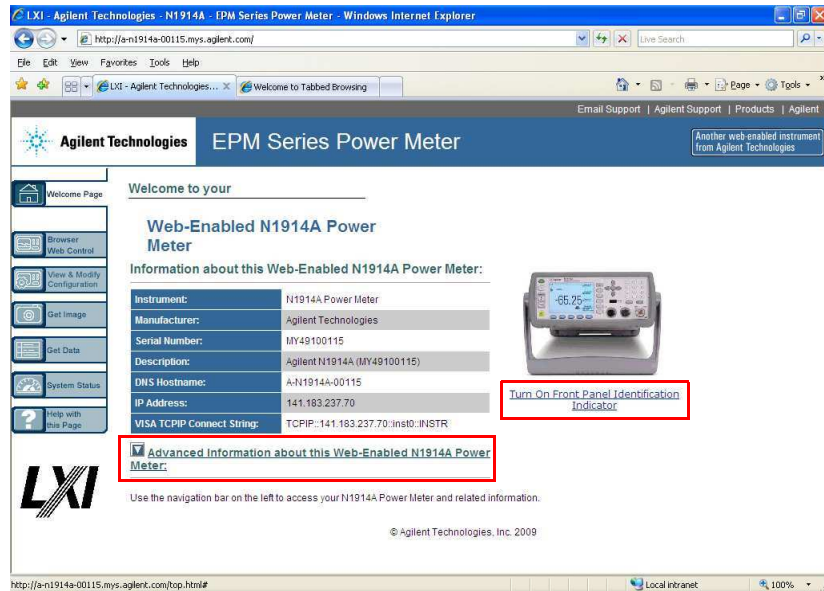 LXI - Agilent Technologies - N1914A - EPM Series Power Meter - Windows Internet Explorer
http://a-n1914a-00115.mys.agilent.com/
Live Search
File Edit View Favorites Tools Help
LXI - Agilent Technologies... X
Welcome to Tabbed Browsing
Page Tools
Email Support | Agilent Support | Products | Agilent
Agilent Technologies
EPM Series Power Meter
Another web-enabled instrument
from Agilent Technologies
Welcome Page
Browser
Web Control
View & Modify
Configuration
Get Image
Get Data
System Status
Help with
this Page
LXI
Welcome to your
Web-Enabled N1914A Power
Meter
Information about this Web-Enabled N1914A Power Meter:
Instrument: N1914A Power Meter
Manufacturer: Agilent Technologies
Serial Number: MY49100115
Description: Agilent N1914A (MY49100115)
DNS Hostname: A-N1914A-00115
IP Address: 141.183.237.70
VISA TCPIP Connect String: TCPIP::141.183.237.70::inst0::INSTR
-65.25
Turn On Front Panel Identification
Indicator
Advanced Information about this Web-Enabled N1914A Power
Meter:
Use the navigation bar on the left to access your N1914A Power Meter and related information.
© Agilent Technologies, Inc. 2009
http://a-n1914a-00115.mys.agilent.com/top.html#
Local intranet
100%